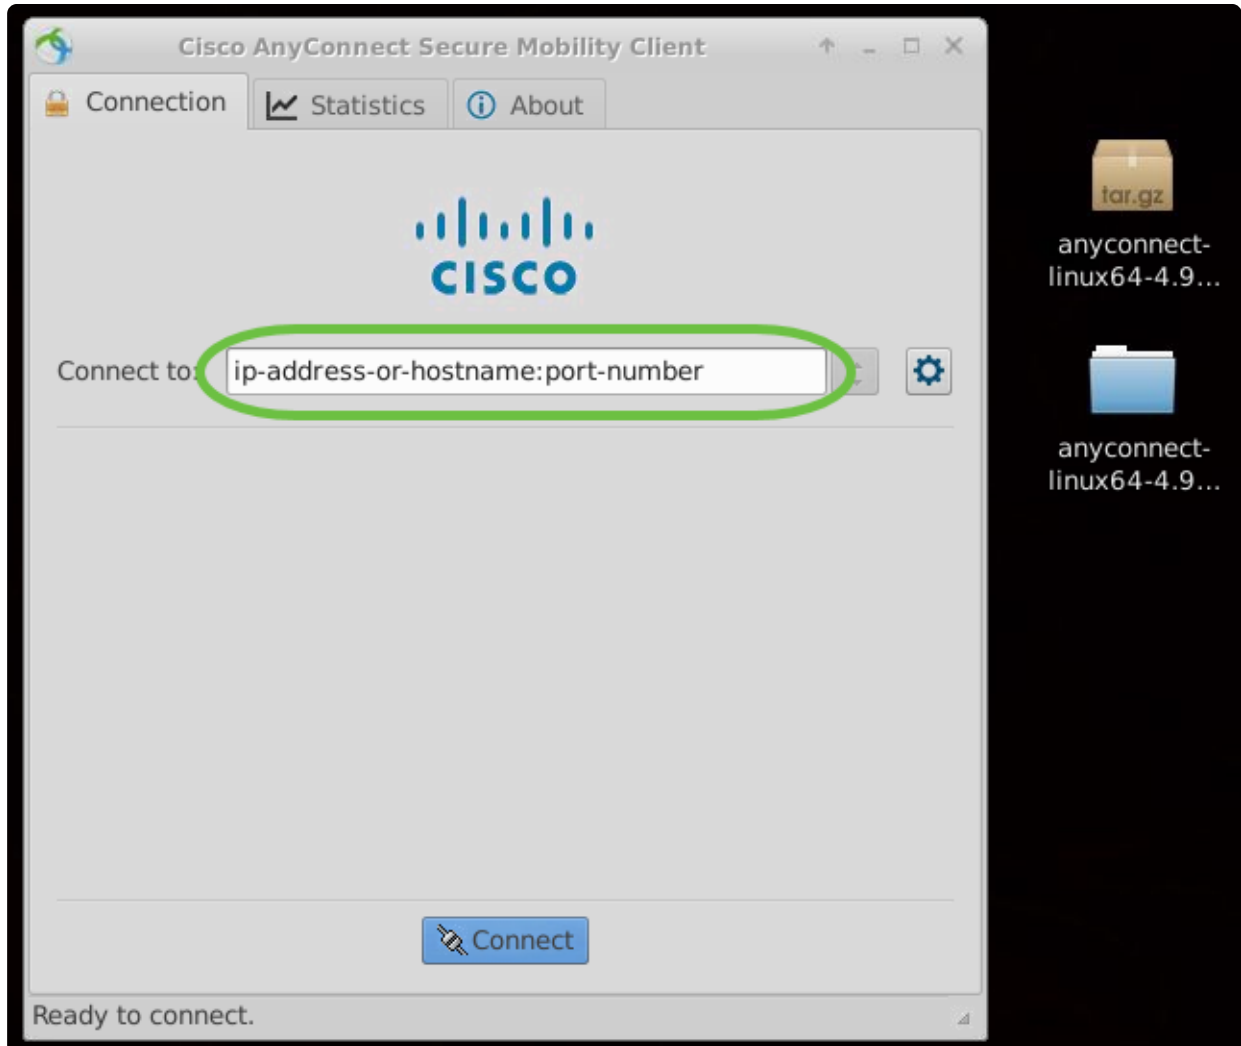 Cisco AnyConnect Secure Mobility Client
Connection
Statistics
About
CISCO
Connect to:
ip-address-or-hostname:port-number
Connect
Ready to connect.
tar.gz
anyconnect-
linux64-4.9...
anyconnect-
linux64-4.9...